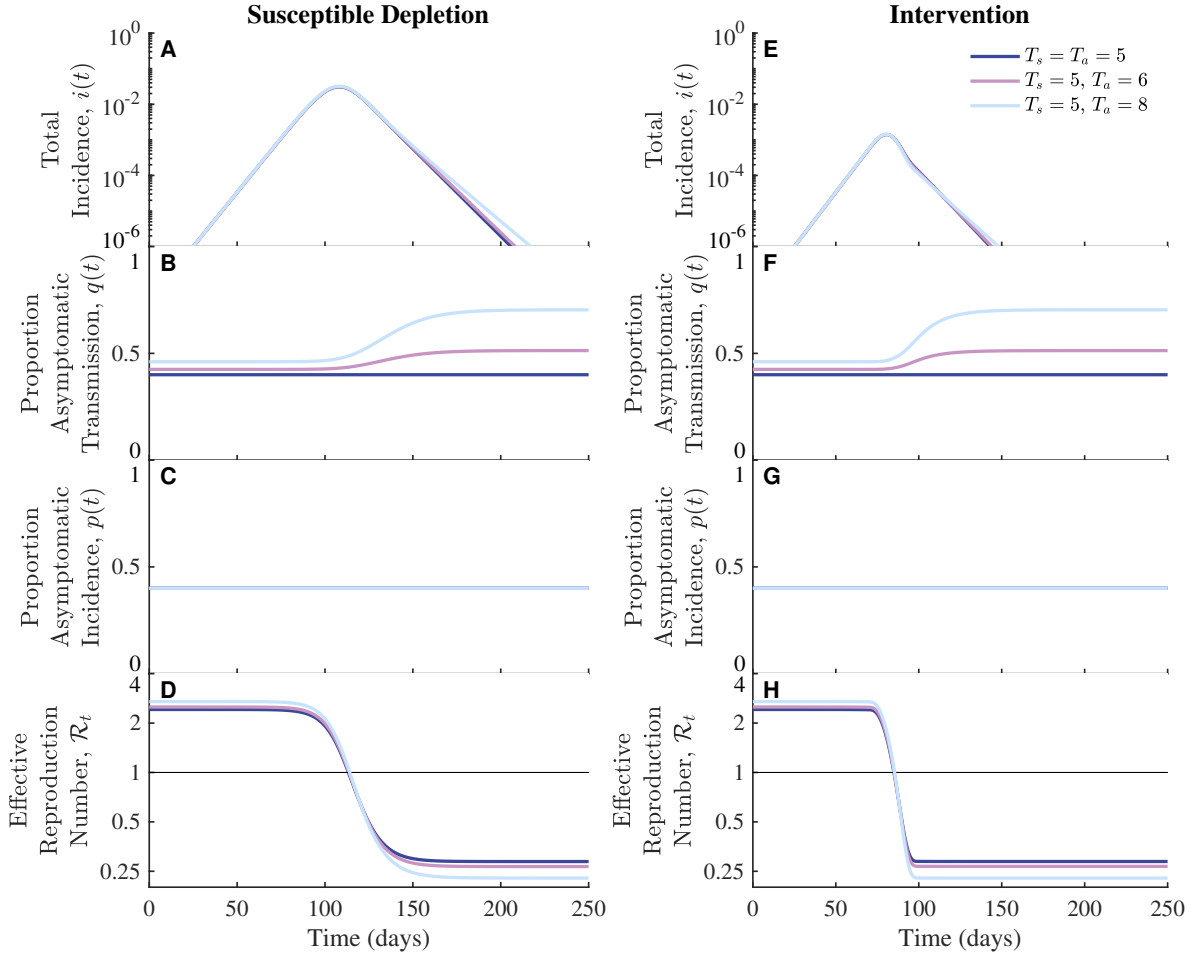 Susceptible Depletion
A
Total
Incidence, i(t)
10^0
10^-2
10^-4
10^-6
B
Proportion
Asymptomatic
Transmission, q(t)
1
0.5
0
C
Proportion
Asymptomatic
Incidence, p(t)
1
0.5
0
D
Effective
Reproduction
Number, ℛ_t
4
2
1
0.5
0.25
0 50 100 150 200 250
Time (days)
Intervention
E
Total
Incidence, i(t)
10^0
10^-2
10^-4
10^-6
T_s = T_a = 5
T_s = 5, T_a = 6
T_s = 5, T_a = 8
F
Proportion
Asymptomatic
Transmission, q(t)
1
0.5
0
G
Proportion
Asymptomatic
Incidence, p(t)
1
0.5
0
H
Effective
Reproduction
Number, ℛ_t
4
2
1
0.5
0.25
0 50 100 150 200 250
Time (days)